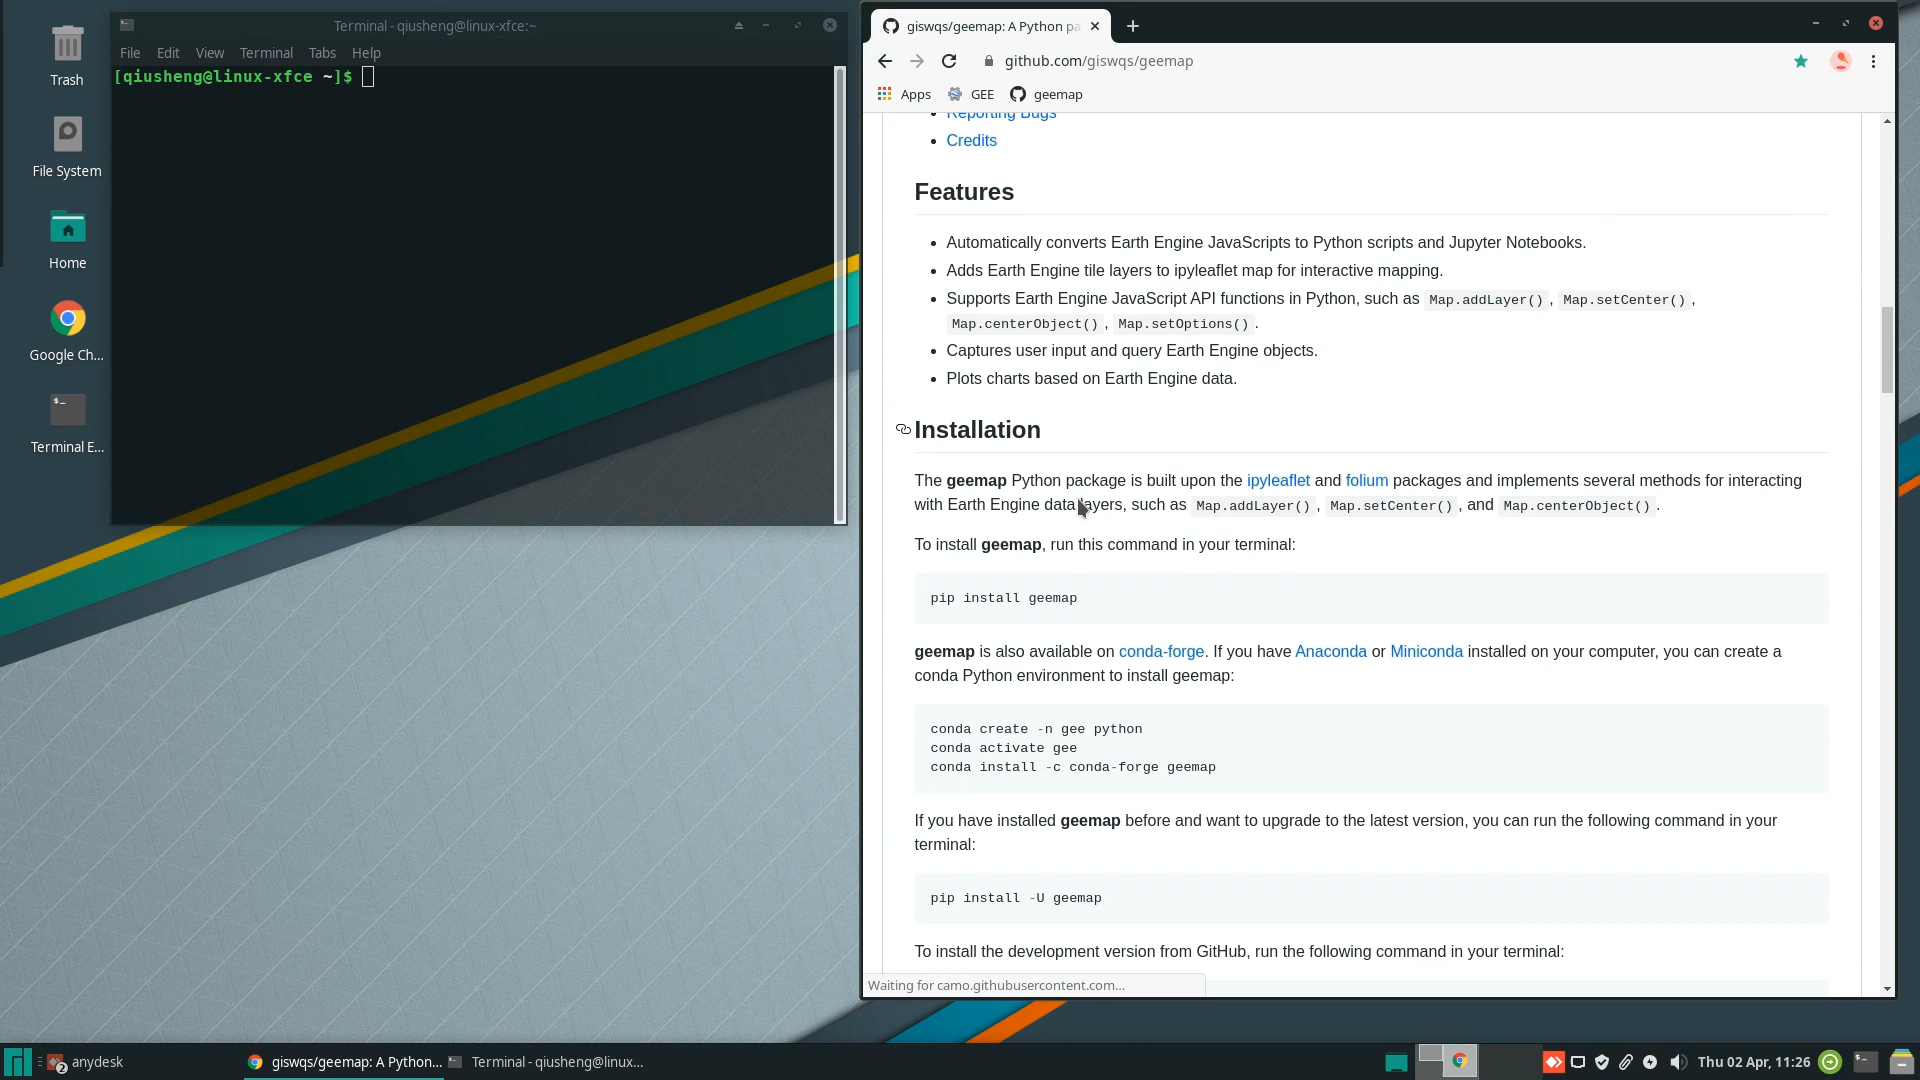 Trash
File System
Home
Google Ch...
Terminal E...
Terminal - qiusheng@linux-xfce:~
File Edit View Terminal Tabs Help
[qiusheng@linux-xfce ~]$
giswqs/geemap: A Python pa
github.com/giswqs/geemap
Apps GEE geemap
Reporting Bugs
Credits
Features
Automatically converts Earth Engine JavaScripts to Python scripts and Jupyter Notebooks.
Adds Earth Engine tile layers to ipyleaflet map for interactive mapping.
Supports Earth Engine JavaScript API functions in Python, such as Map.addLayer() , Map.setCenter() ,
Map.centerObject() , Map.setOptions() .
Captures user input and query Earth Engine objects.
Plots charts based on Earth Engine data.
Installation
The geemap Python package is built upon the ipyleaflet and folium packages and implements several methods for interacting
with Earth Engine data layers, such as Map.addLayer() , Map.setCenter() , and Map.centerObject() .
To install geemap, run this command in your terminal:
pip install geemap
geemap is also available on conda-forge. If you have Anaconda or Miniconda installed on your computer, you can create a
conda Python environment to install geemap:
conda create -n gee python
conda activate gee
conda install -c conda-forge geemap
If you have installed geemap before and want to upgrade to the latest version, you can run the following command in your
terminal:
pip install -U geemap
To install the development version from GitHub, run the following command in your terminal:
Waiting for camo.githubusercontent.com...
2 anydesk
giswqs/geemap: A Python...
Terminal - qiusheng@linux...
Thu 02 Apr, 11:26